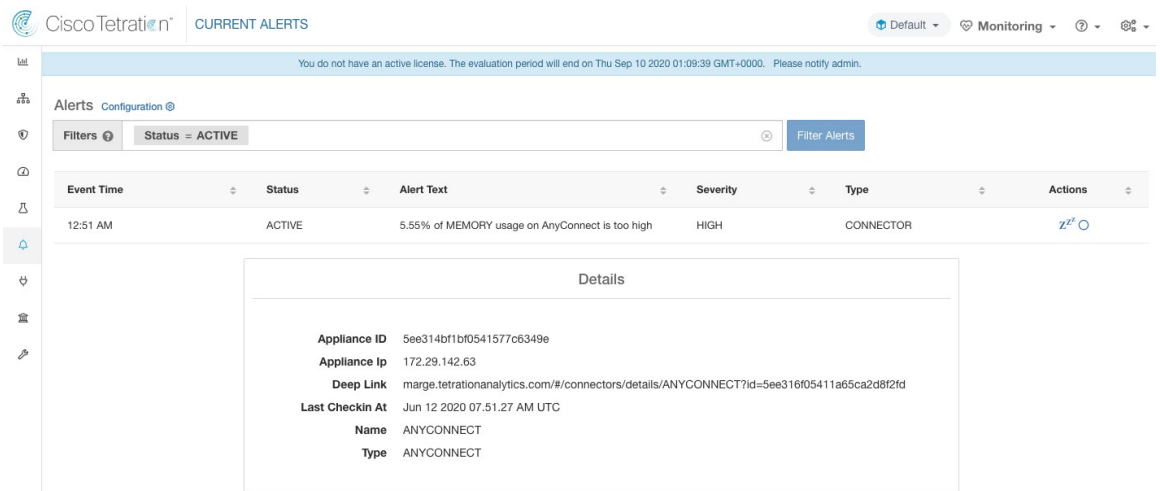 Cisco Tetration™ CURRENT ALERTS Default Monitoring
You do not have an active license. The evaluation period will end on Thu Sep 10 2020 01:09:39 GMT+0000. Please notify admin.
Alerts Configuration
Filters Status = ACTIVE Filter Alerts
Event Time Status Alert Text Severity Type Actions
12:51 AM ACTIVE 5.55% of MEMORY usage on AnyConnect is too high HIGH CONNECTOR zzz
Details
Appliance ID 5ee314bf1bf0541577c6349e
Appliance Ip 172.29.142.63
Deep Link marge.tetrationanalytics.com/#/connectors/details/ANYCONNECT?id=5ee316f05411a65ca2d8f2fd
Last Checkin At Jun 12 2020 07.51.27 AM UTC
Name ANYCONNECT
Type ANYCONNECT